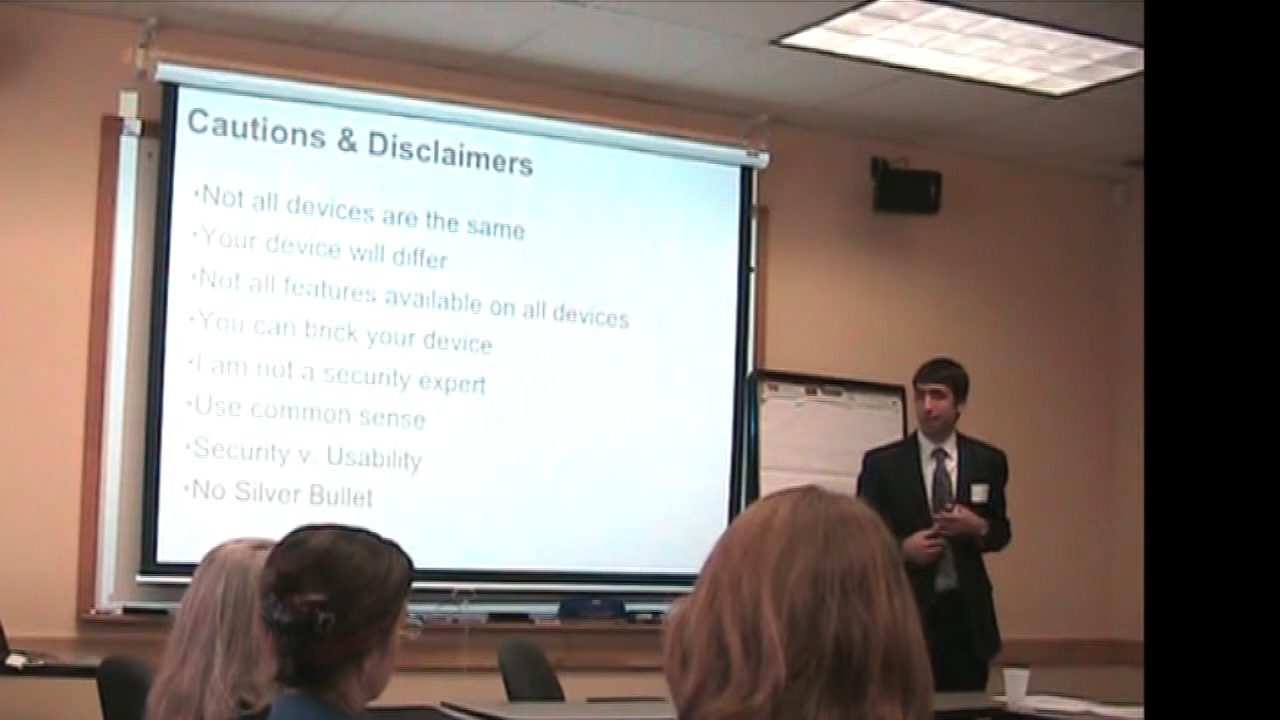 Cautions & Disclaimers
•Not all devices are the same
•Your device will differ
•Not all features available on all devices
•You can brick your device
•I am not a security expert
•Use common sense
•Security v. Usability
•No Silver Bullet